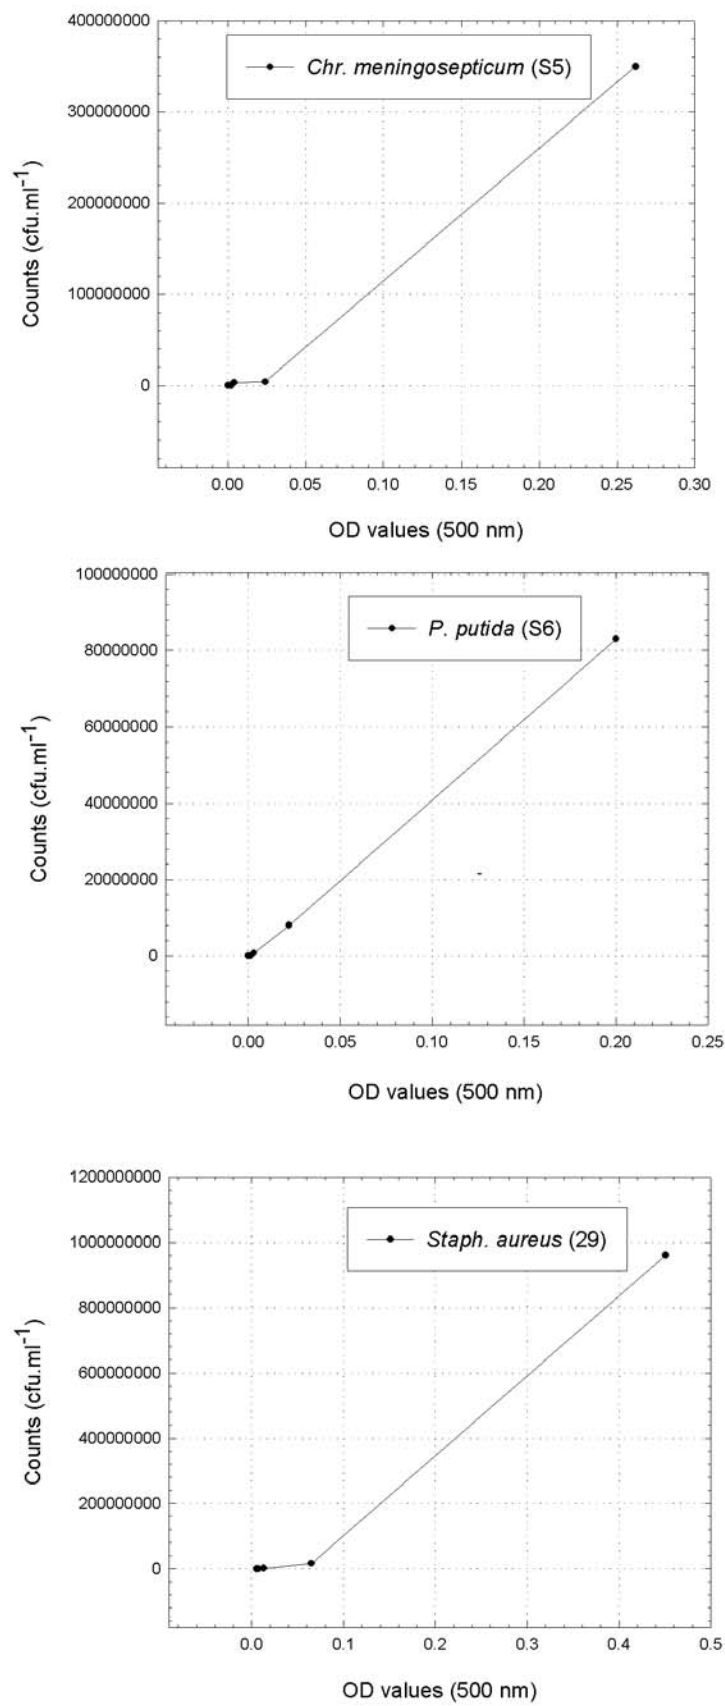 400000000
Chr. meningosepticum (S5)
300000000
200000000
100000000
0
Counts (cfu.ml-1)
0.00 0.05 0.10 0.15 0.20 0.25 0.30
OD values (500 nm)
100000000
P. putida (S6)
80000000
60000000
40000000
20000000
0
Counts (cfu.ml-1)
0.00 0.05 0.10 0.15 0.20 0.25
OD values (500 nm)
1200000000
Staph. aureus (29)
1000000000
800000000
600000000
400000000
200000000
0
Counts (cfu.ml-1)
0.0 0.1 0.2 0.3 0.4 0.5
OD values (500 nm)